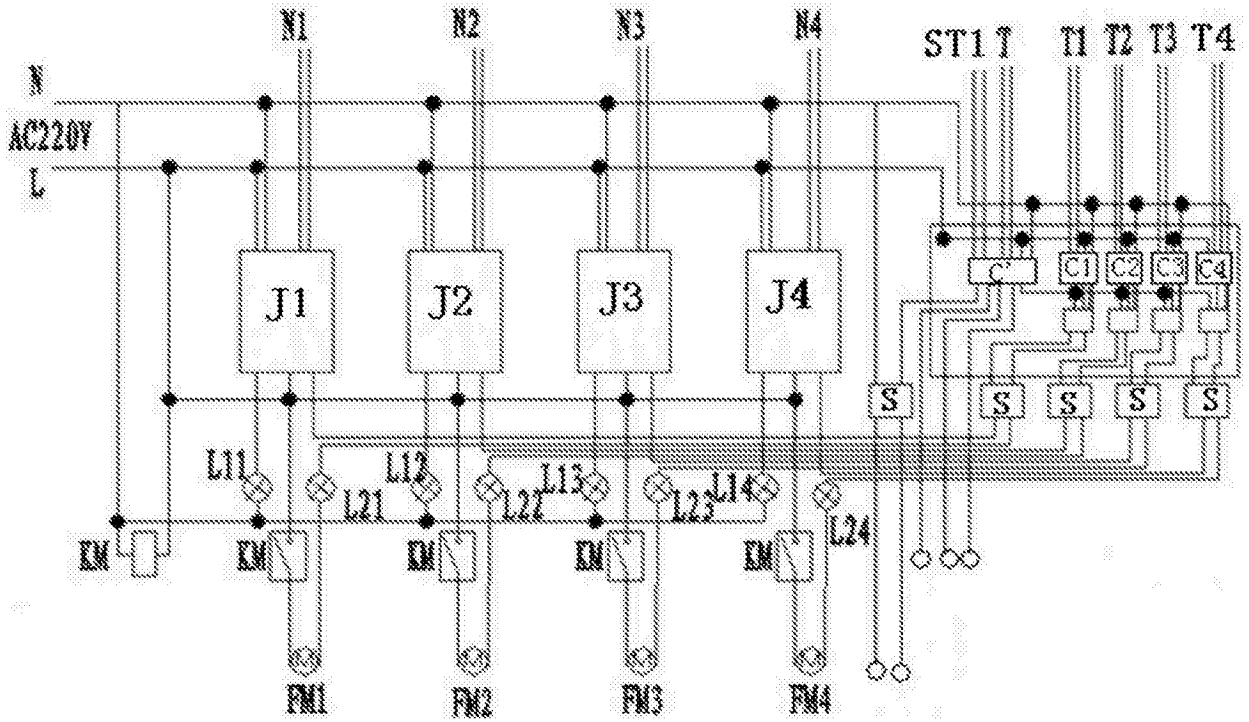 N1 N2 N3 N4
ST1 T T1 T2 T3 T4
N
AC220V
L
J1 J2 J3 J4
C C1 C2 C3 C4
S S S S S
L11 L12 L13 L14
L21 L22 L23 L24
KM KM KM KM KM
FM1 FM2 FM3 FM4